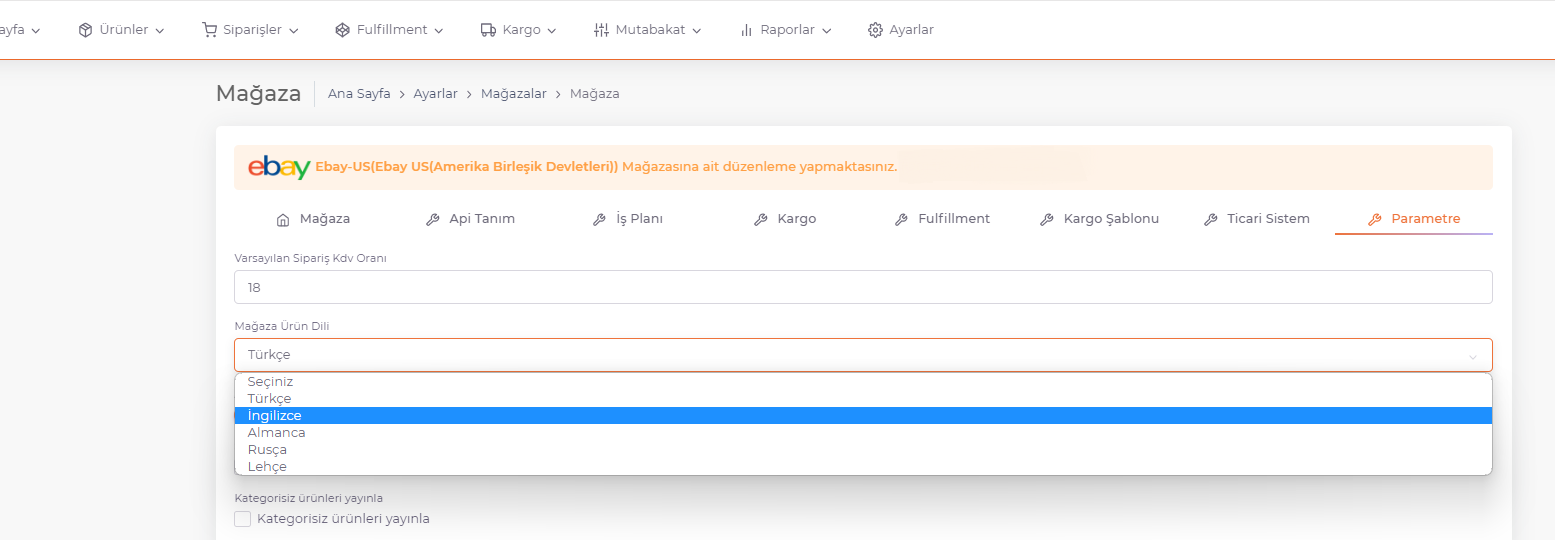 ayfa Ürünler Siparişler Fulfillment Kargo Mutabakat Raporlar Ayarlar
Mağaza Ana Sayfa > Ayarlar > Mağazalar > Mağaza
ebay Ebay-US(Ebay US(Amerika Birleşik Devletleri)) Mağazasına ait düzenleme yapmaktasınız.
Mağaza Api Tanım İş Planı Kargo Fulfillment Kargo Şablonu Ticari Sistem Parametre
Varsayılan Sipariş Kdv Oranı
18
Mağaza Ürün Dili
Türkçe
Seçiniz
Türkçe
İngilizce
Almanca
Rusça
Lehçe
Kategorisiz ürünleri yayınla
Kategorisiz ürünleri yayınla